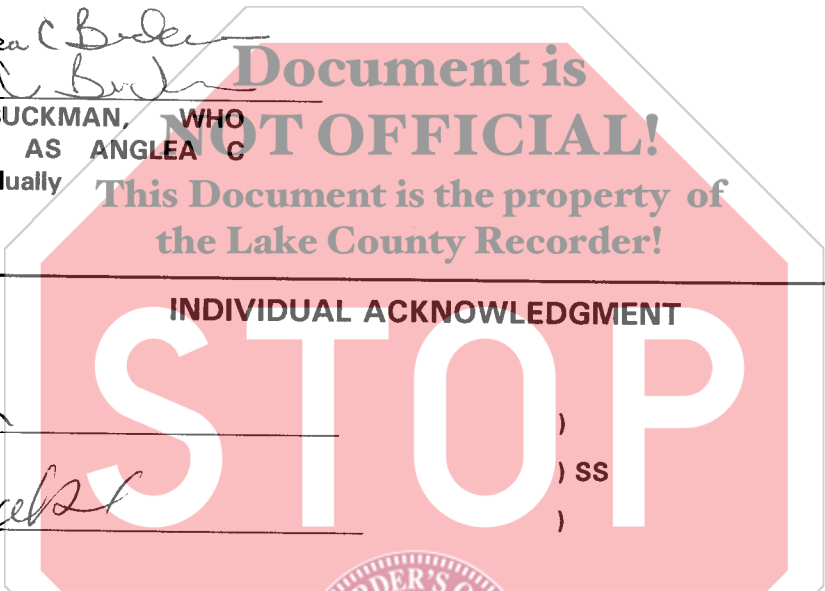 C
Document is
UCKMAN, WHO
NOT OFFICIAL!
AS ANGLEA C
ually
This Document is the property of
the Lake County Recorder!
INDIVIDUAL ACKNOWLEDGMENT
STOP
)
) SS
)
DER'S O